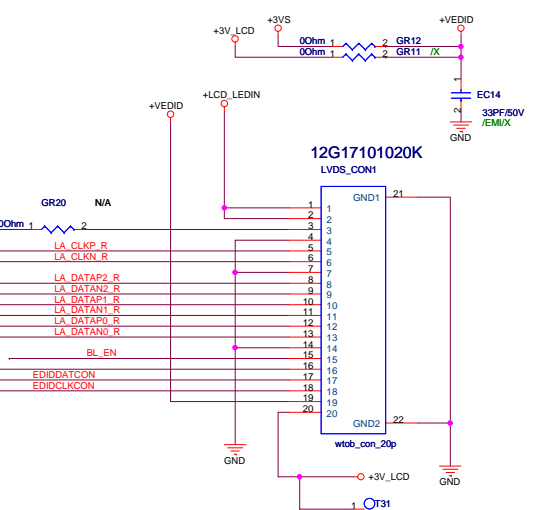 +3VS
+VEDID
+3V_LCD
0Ohm 1 2 GR12
0Ohm 1 2 GR11 /X
1
+LCD_LEDIN
EC14
+VEDID
2
33PF/50V
/EMI/X
GND
12G17101020K
LVDS_CON1
GND1 21
GR20 N/A
1 1
2 2
0Ohm 1 2
3 3
4 4
LA_CLKP_R 5 5
LA_CLKN_R 6 6
7 7
LA_DATAP2_R 8 8
LA_DATAN2_R 9 9
LA_DATAP1_R 10 10
LA_DATAN1_R 11 11
LA_DATAP0_R 12 12
LA_DATAN0_R 13 13
14 14
BL_EN 15 15
16 16
EDIDDATCON 17 17
EDIDCLKCON 18 18
19 19
20 20
GND2 22
wtob_con_20p
GND
+3V_LCD
GND
1 T31